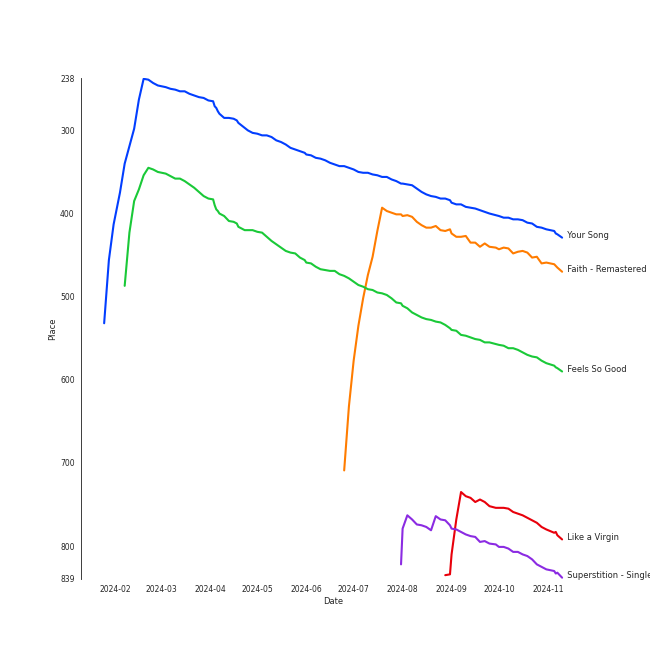 238
300
400
500
600
700
800
839
Place
2024-02 2024-03 2024-04 2024-05 2024-06 2024-07 2024-08 2024-09 2024-10 2024-11
Date
Your Song
Faith - Remastered
Feels So Good
Like a Virgin
Superstition - Single